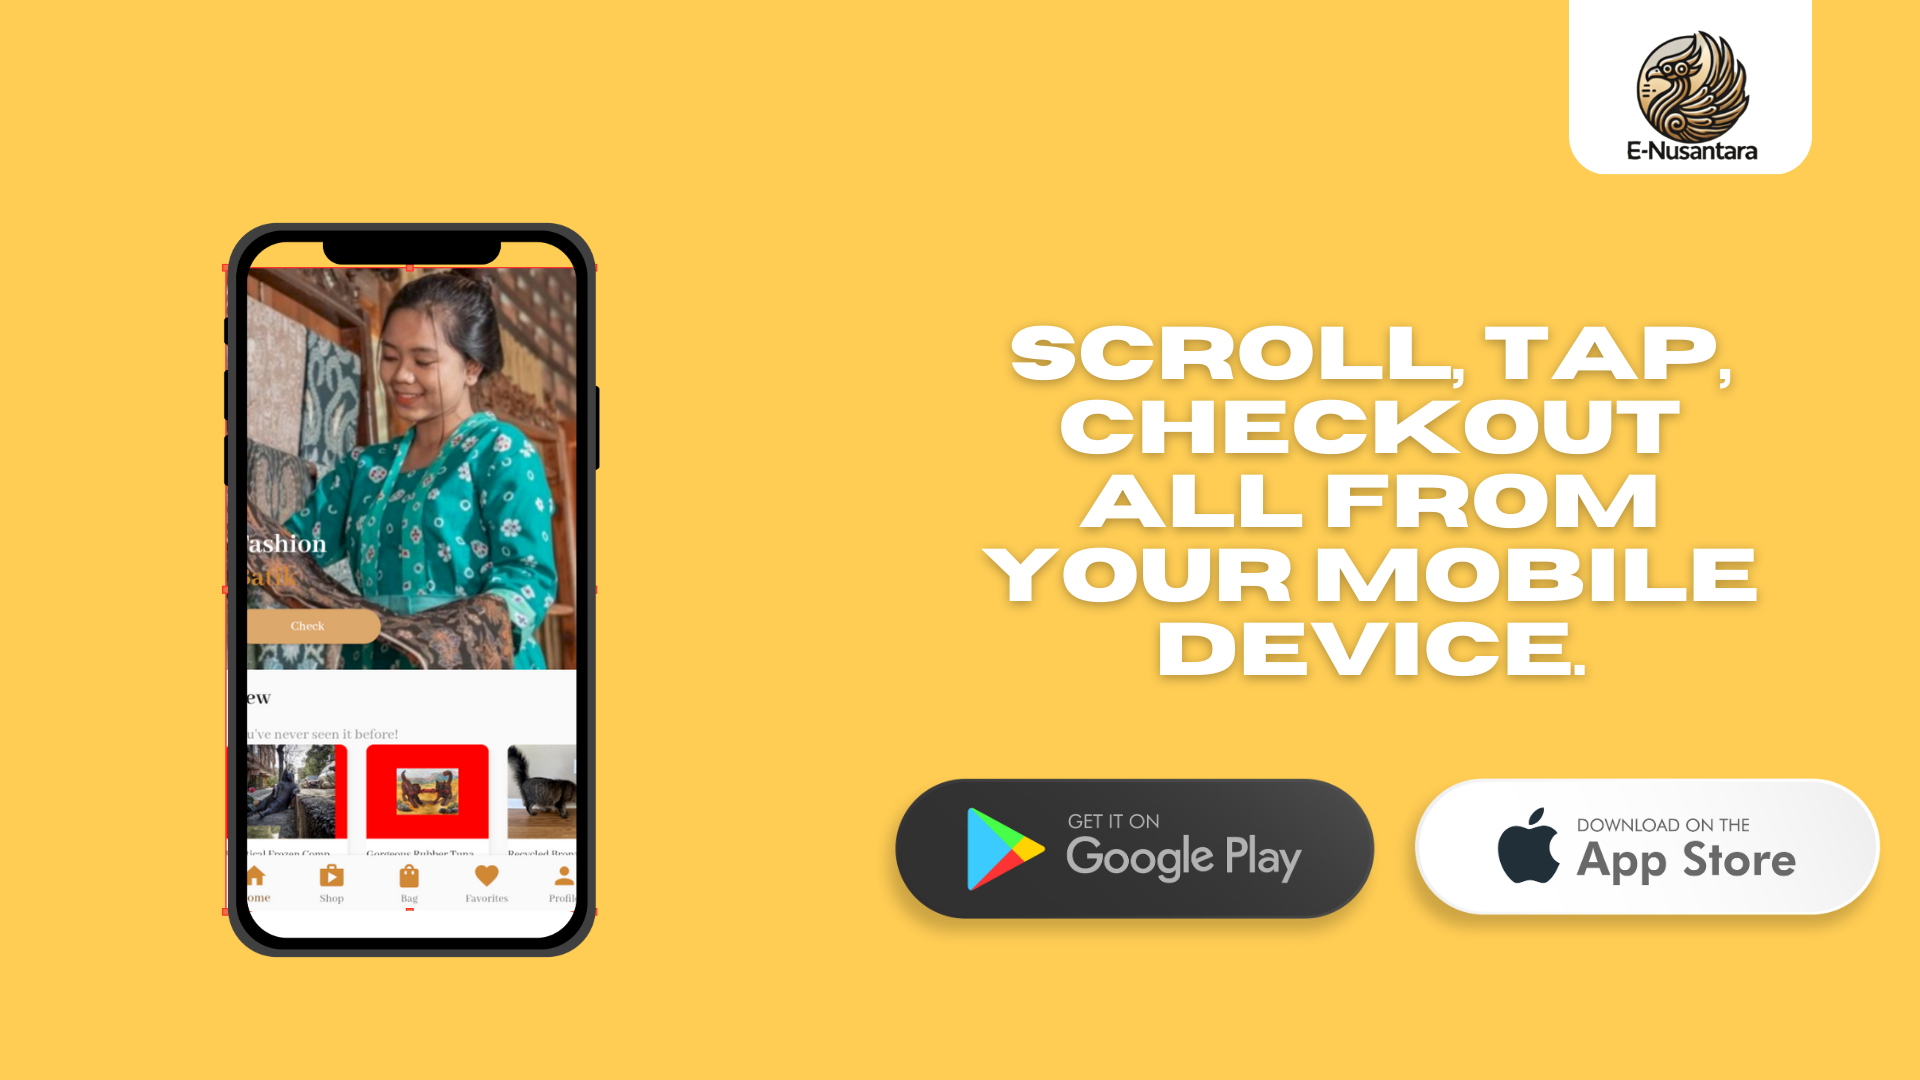 E-Nusantara
SCROLL, TAP,
CHECKOUT
ALL FROM
YOUR MOBILE
DEVICE.
GET IT ON
Google Play
DOWNLOAD ON THE
App Store
ashion
atik
Check
ew
u've never seen it before!
tical Frozen Comp
Gorgeous Rubber Tuna
Recycled Bron
ome
Shop
Bag
Favorites
Profil